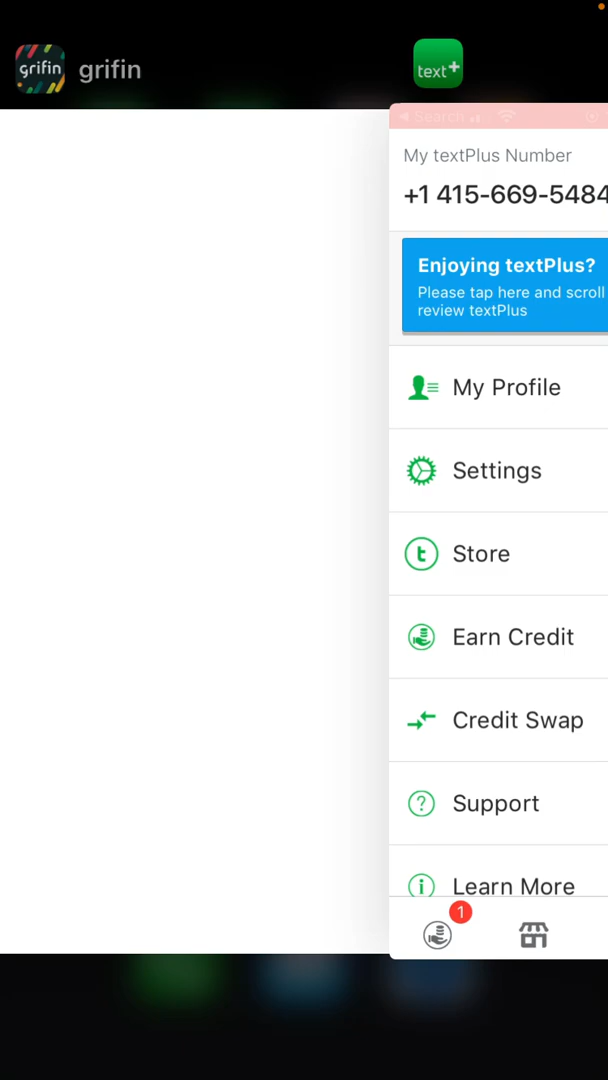 grifin
grifin
text+
Search
My textPlus Number
+1 415-669-5484
Enjoying textPlus?
Please tap here and scroll
review textPlus
My Profile
Settings
t
Store
Earn Credit
Credit Swap
?
Support
i
Learn More
1